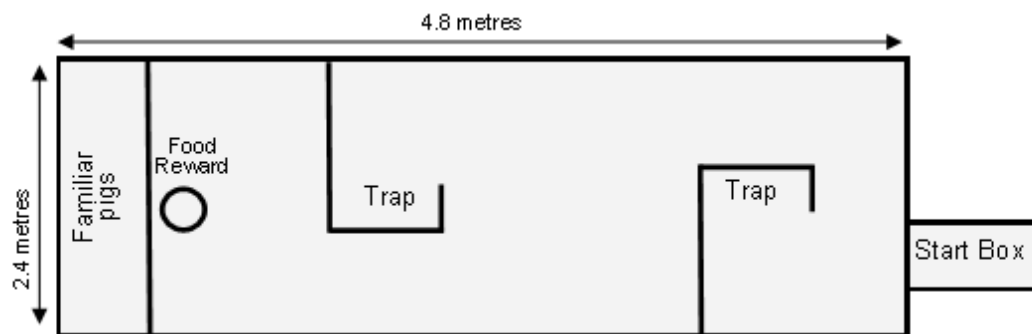 4.8 metres
2.4 metres
Familiar
pigs
Food
Reward
Trap
Trap
Start Box